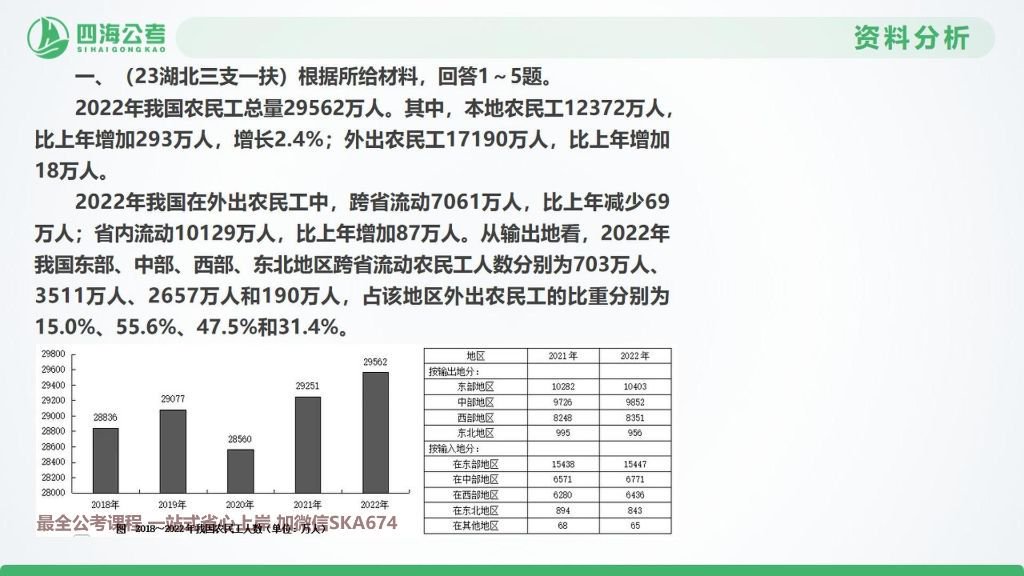 四海公考
SIHAIGONGKAO
资料分析
一、（23湖北三支一扶）根据所给材料，回答1～5题。
2022年我国农民工总量29562万人。其中，本地农民工12372万人，
比上年增加293万人，增长2.4%；外出农民工17190万人，比上年增加
18万人。
2022年我国在外出农民工中，跨省流动7061万人，比上年减少69
万人；省内流动10129万人，比上年增加87万人。从输出地看，2022年
我国东部、中部、西部、东北地区跨省流动农民工人数分别为703万人、
3511万人、2657万人和190万人，占该地区外出农民工的比重分别为
15.0%、55.6%、47.5%和31.4%。
29800
29600
29400
29200
29000
28800
28600
28400
28200
28000
28836
29077
28560
29251
29562
2018年 2019年 2020年 2021年 2022年
图 2018～2022年我国农民工人数（单位：万人）
最全公考课程 一站式省心上岸 加微信SKA674
地区 2021年 2022年
按输出地分：
东部地区 10282 10403
中部地区 9726 9852
西部地区 8248 8351
东北地区 995 956
按输入地分：
在东部地区 15438 15447
在中部地区 6571 6771
在西部地区 6280 6436
在东北地区 894 843
在其他地区 68 65